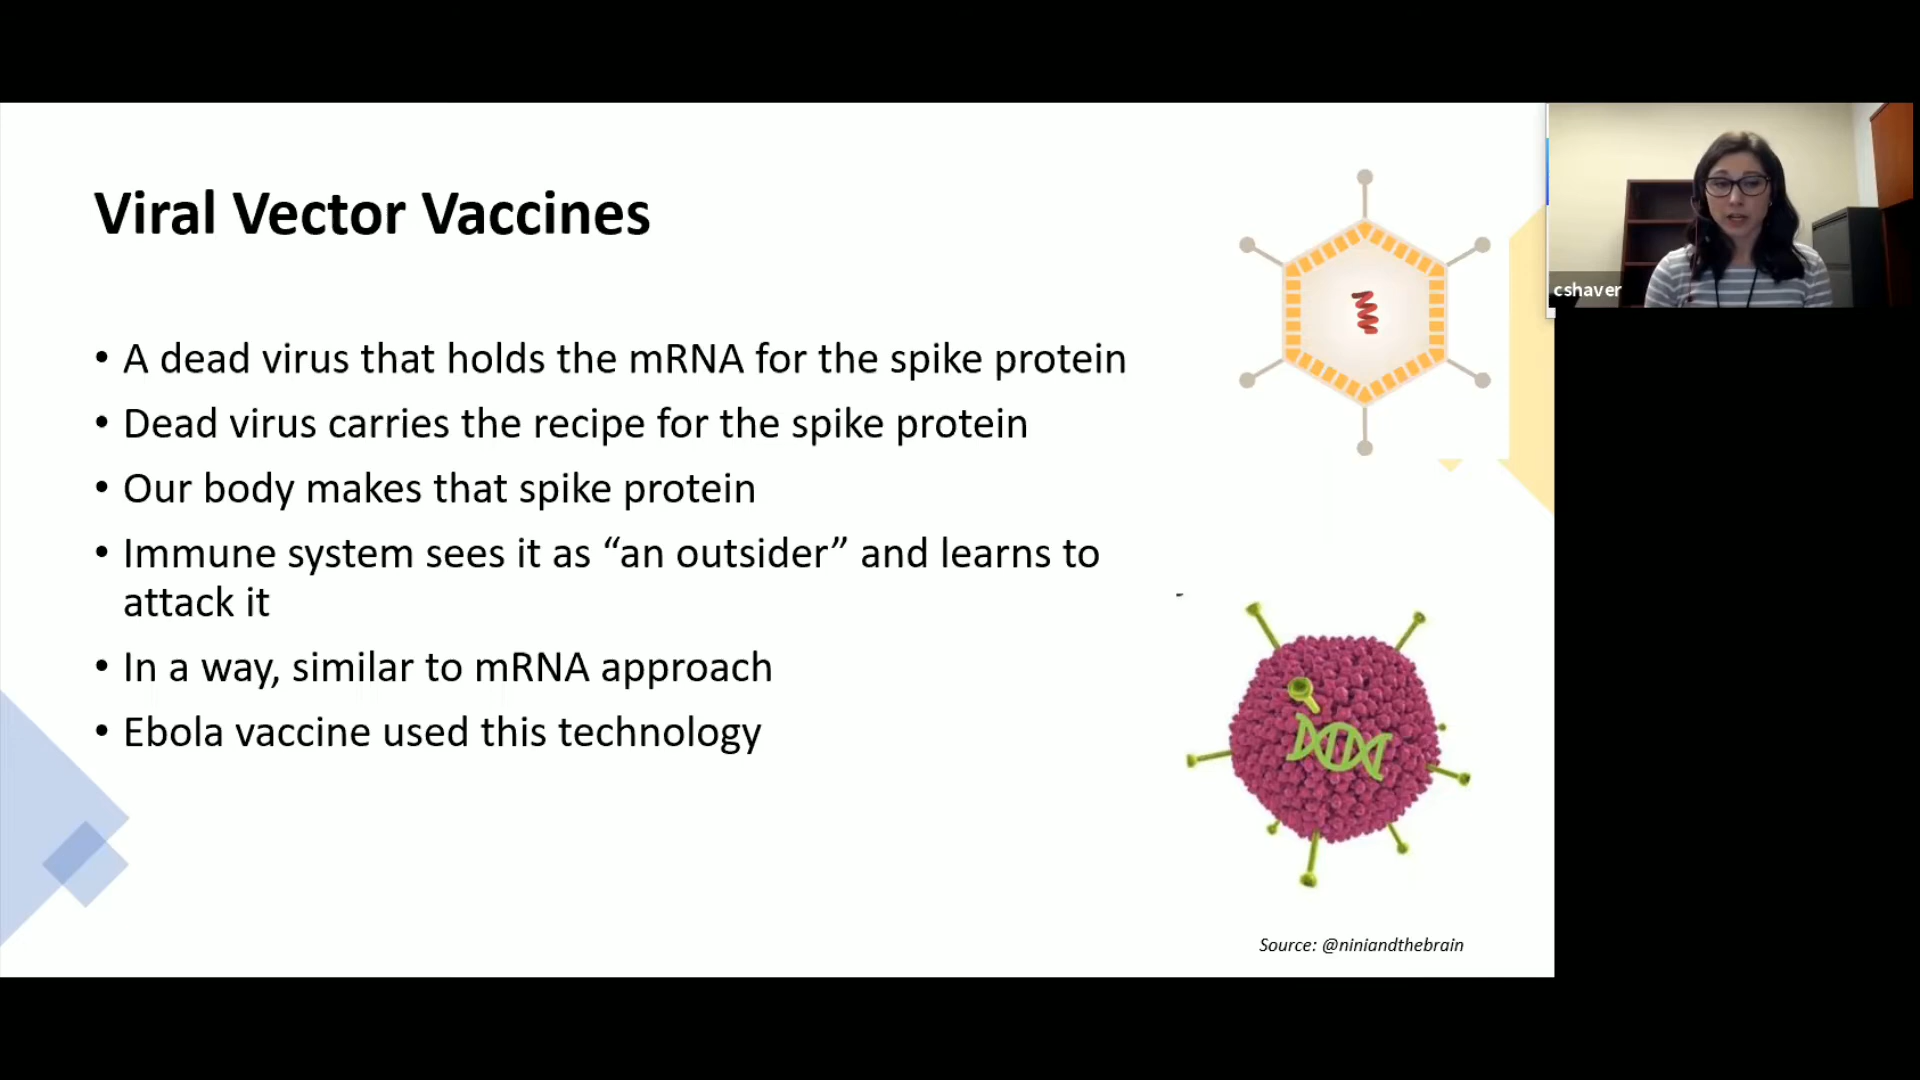 Viral Vector Vaccines
• A dead virus that holds the mRNA for the spike protein
• Dead virus carries the recipe for the spike protein
• Our body makes that spike protein
• Immune system sees it as “an outsider” and learns to
attack it
• In a way, similar to mRNA approach
• Ebola vaccine used this technology
Source: @niniandthebrain
cshaver